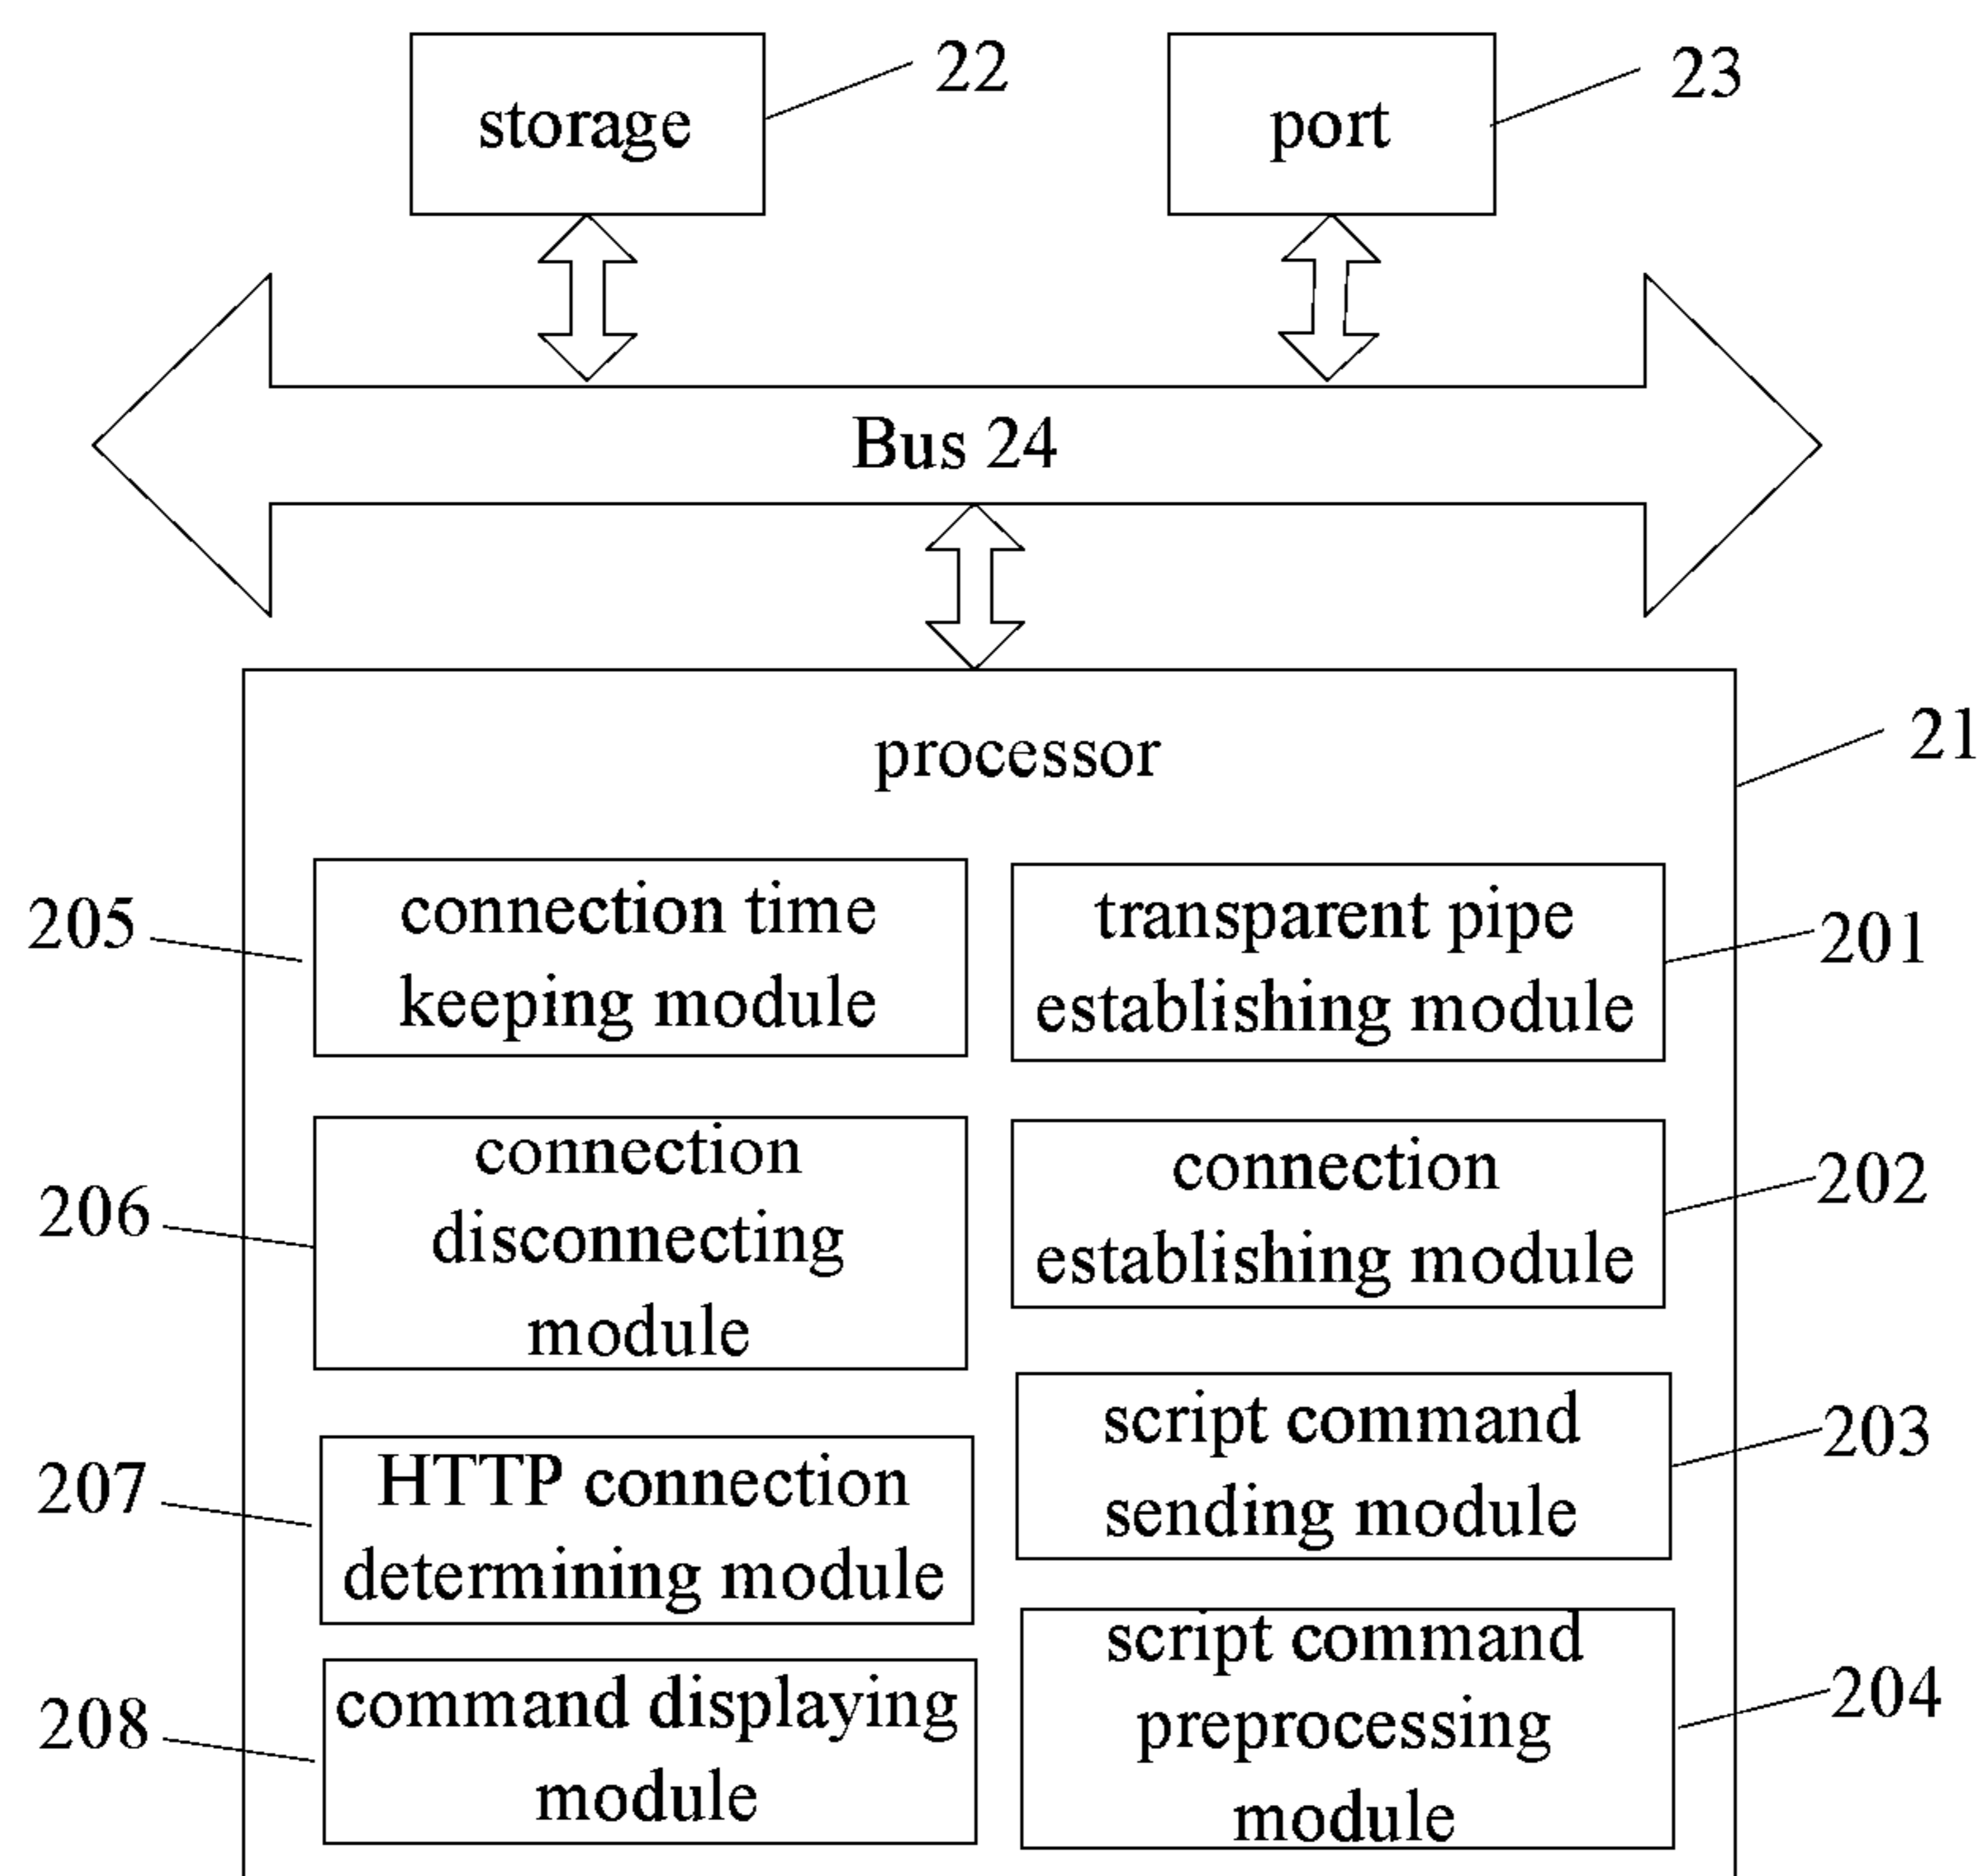 storage
22
port
23
Bus 24
processor
21
205
connection time
keeping module
transparent pipe
establishing module
201
206
connection
disconnecting
module
connection
establishing module
202
207
HTTP connection
determining module
script command
sending module
203
208
command displaying
module
script command
preprocessing
module
204